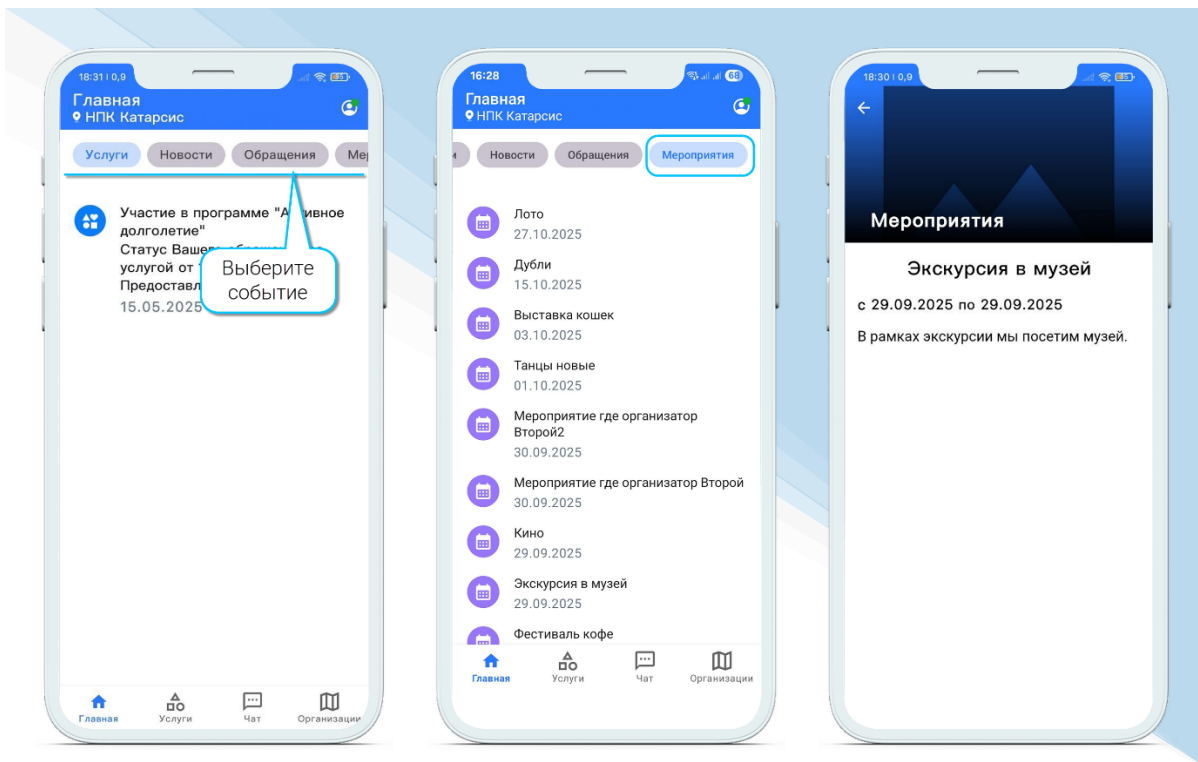 18:31 | 0,9
Главная
НПК Катарсис
Услуги
Новости
Обращения
Участие в программе "А тивное
долголетие"
Статус Ваше
услугой от
Предоставл
15.05.2025
Выберите
событие
Главная
Услуги
Чат
Организации
16:28
68
Главная
НПК Катарсис
Новости
Обращения
Мероприятия
Лото
27.10.2025
Дубли
15.10.2025
Выставка кошек
03.10.2025
Танцы новые
01.10.2025
Мероприятие где организатор
Второй2
30.09.2025
Мероприятие где организатор Второй
30.09.2025
Кино
29.09.2025
Экскурсия в музей
29.09.2025
Фестиваль кофе
Главная
Услуги
Чат
Организации
18:30 | 0,9
Мероприятия
Экскурсия в музей
с 29.09.2025 по 29.09.2025
В рамках экскурсии мы посетим музей.